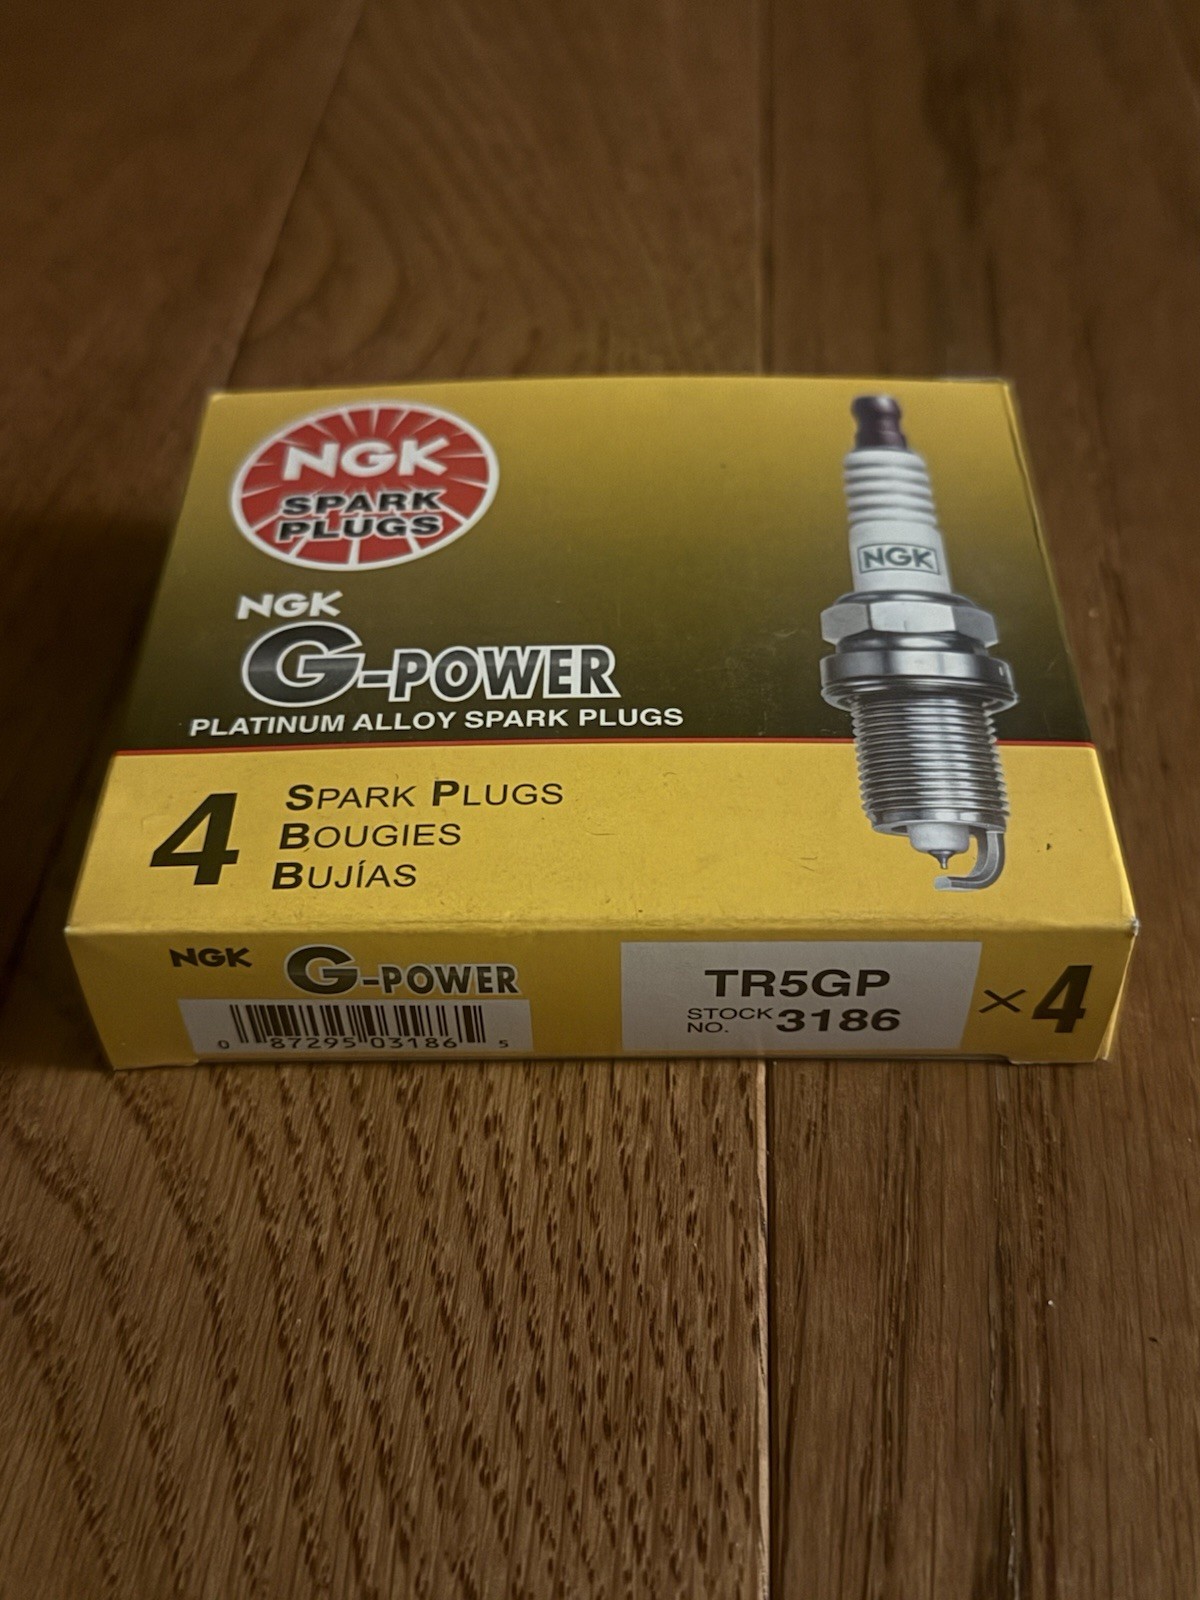 NGK
SPARK
PLUGS
NGK
G-POWER
PLATINUM ALLOY SPARK PLUGS
NGK
4
SPARK PLUGS
BOUGIES
BUJÍAS
NGK G-POWER
0 87295 03186 5
TR5GP
STOCK NO. 3186
×4